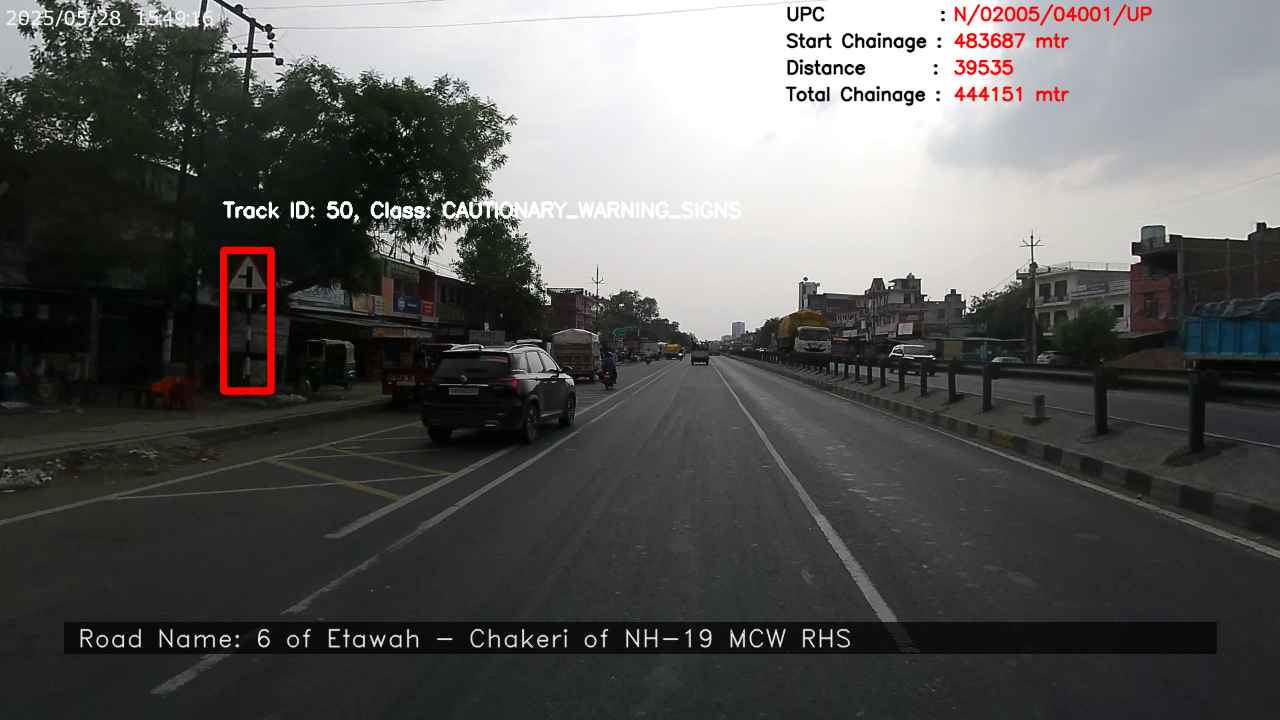 2025/05/28 15:49:16
UPC : N/02005/04001/UP
Start Chainage : 483687 mtr
Distance : 39535
Total Chainage : 444151 mtr
Track ID: 50, Class: CAUTIONARY_WARNING_SIGNS
Road Name: 6 of Etawah - Chakeri of NH-19 MCW RHS